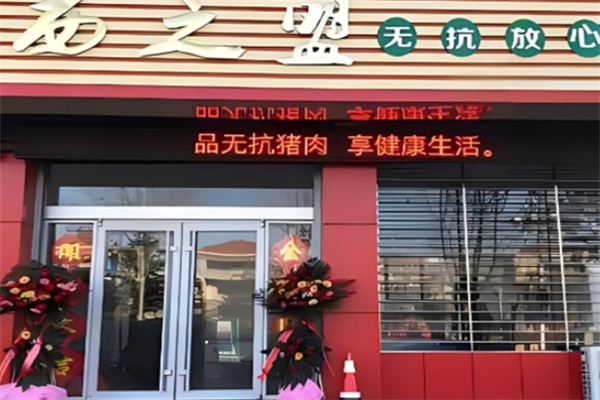 之盟 无抗放心
品无抗猪肉 享健康生活。